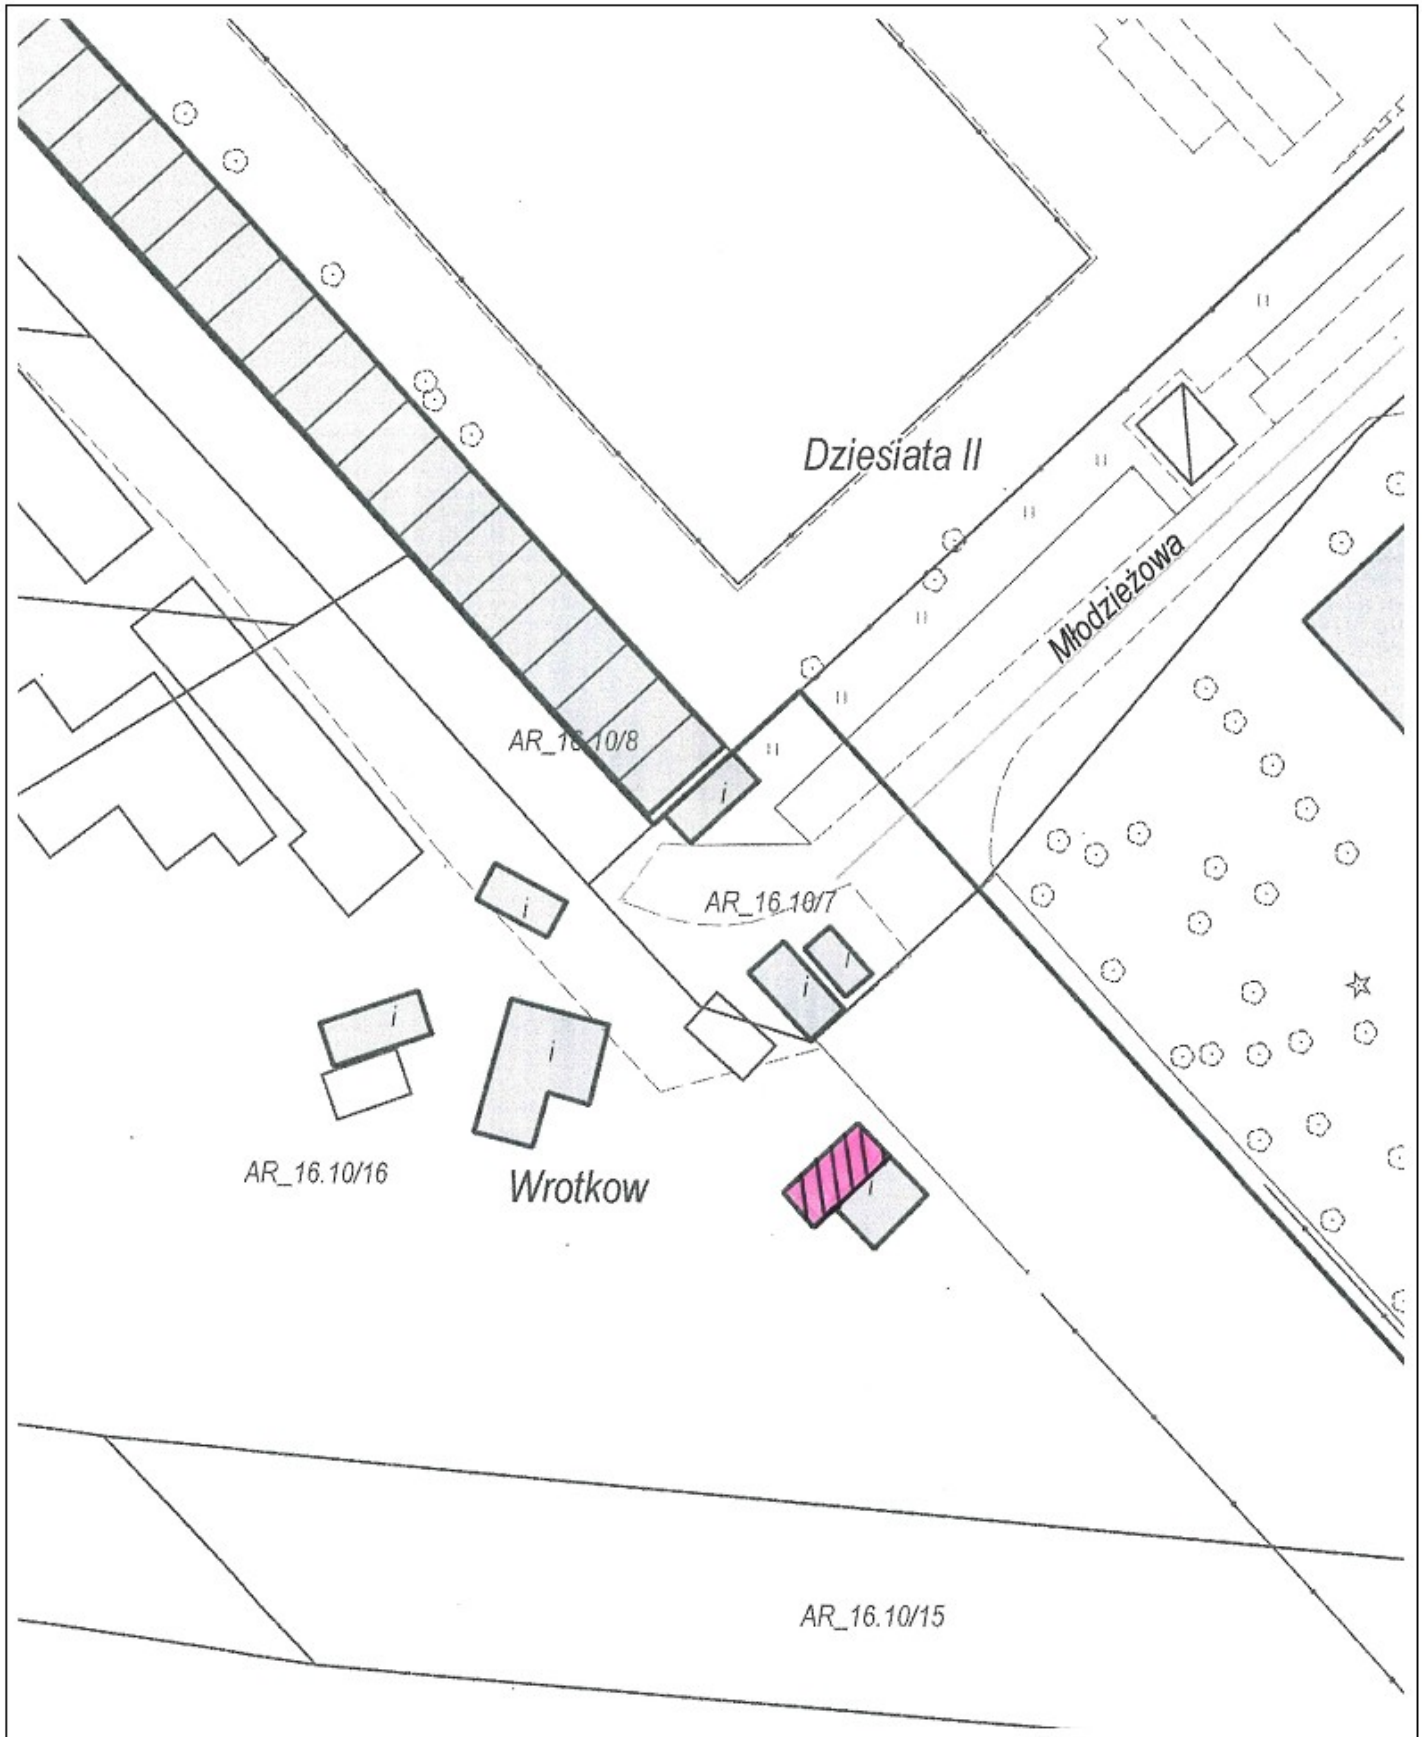 Dziesiata II
Młodzieżowa
AR_16.10/8
i
AR_16.10/7
i
i
i
i
i
AR_16.10/16
Wrotkow
i
AR_16.10/15